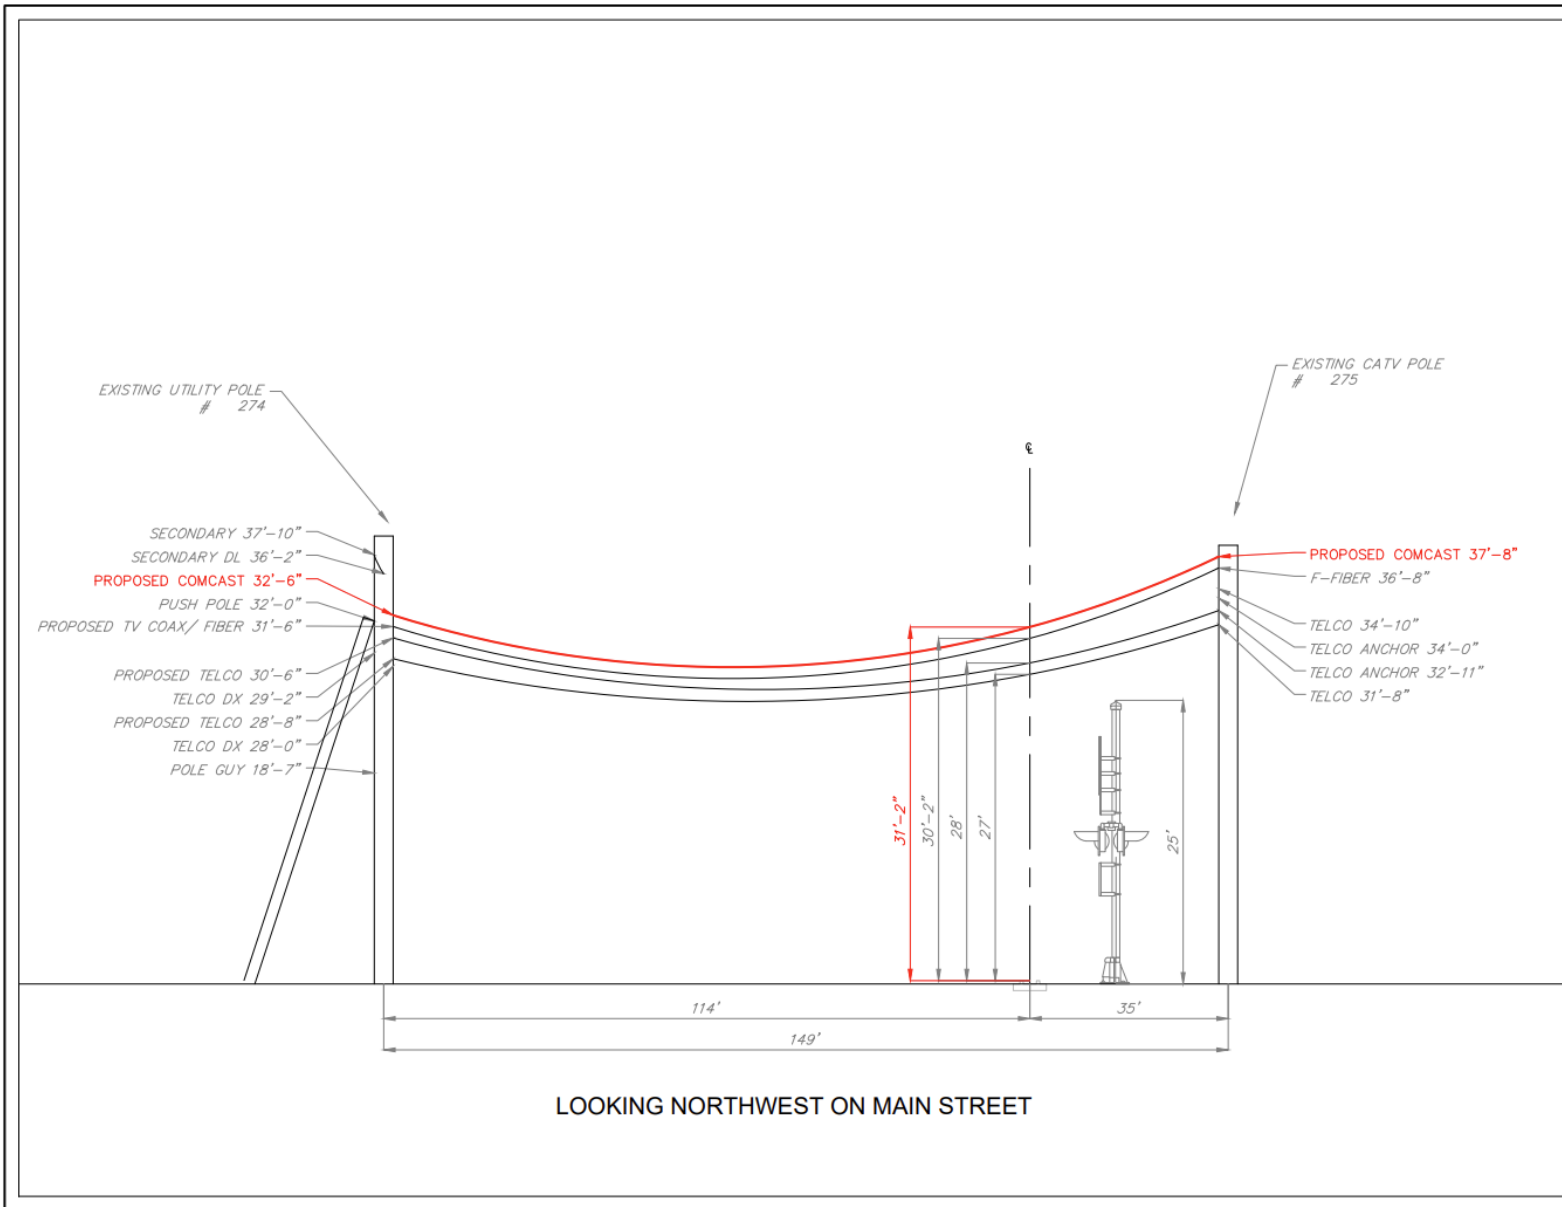 EXISTING UTILITY POLE
# 274
EXISTING CATV POLE
# 275
℄
SECONDARY 37'-10"
SECONDARY DL 36'-2"
PROPOSED COMCAST 32'-6"
PUSH POLE 32'-0"
PROPOSED TV COAX/ FIBER 31'-6"
PROPOSED TELCO 30'-6"
TELCO DX 29'-2"
PROPOSED TELCO 28'-8"
TELCO DX 28'-0"
POLE GUY 18'-7"
PROPOSED COMCAST 37'-8"
F-FIBER 36'-8"
TELCO 34'-10"
TELCO ANCHOR 34'-0"
TELCO ANCHOR 32'-11"
TELCO 31'-8"
31'-2"
30'-2"
28'
27'
25'
114'
35'
149'
LOOKING NORTHWEST ON MAIN STREET